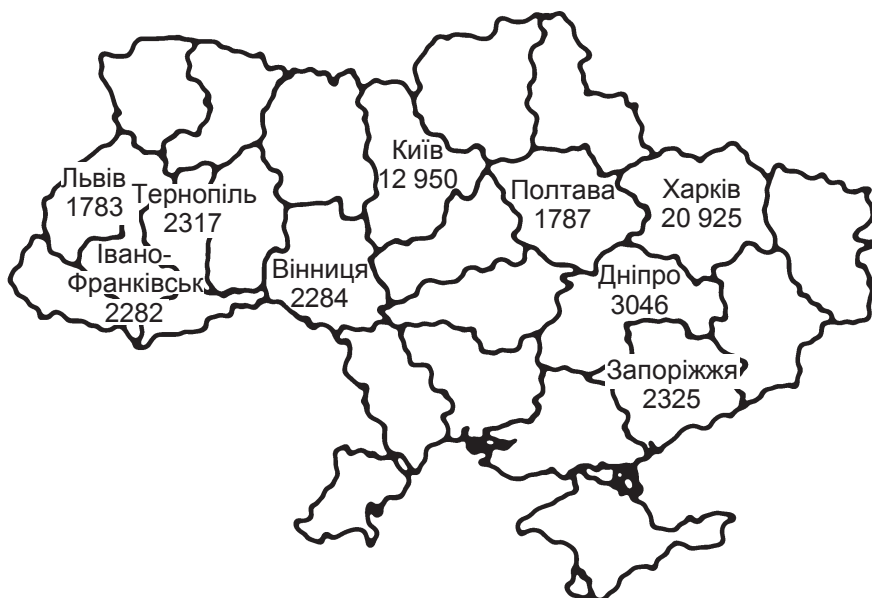 Київ
12 950
Львів
1783
Тернопіль
2317
Полтава
1787
Харків
20 925
Івано-
Франківськ
2282
Вінниця
2284
Дніпро
3046
Запоріжжя
2325